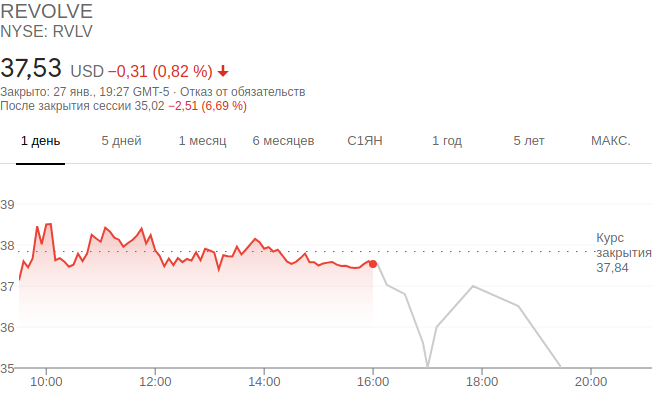 REVOLVE
NYSE: RVLV
37,53 USD −0,31 (0,82 %)
Закрыто: 27 янв., 19:27 GMT-5 · Отказ от обязательств
После закрытия сессии 35,02 −2,51 (6,69 %)
1 день 5 дней 1 месяц 6 месяцев С1ЯН 1 год 5 лет МАКС.
39
38
37
36
35
Курс
закрытия
37,84
10:00 12:00 14:00 16:00 18:00 20:00